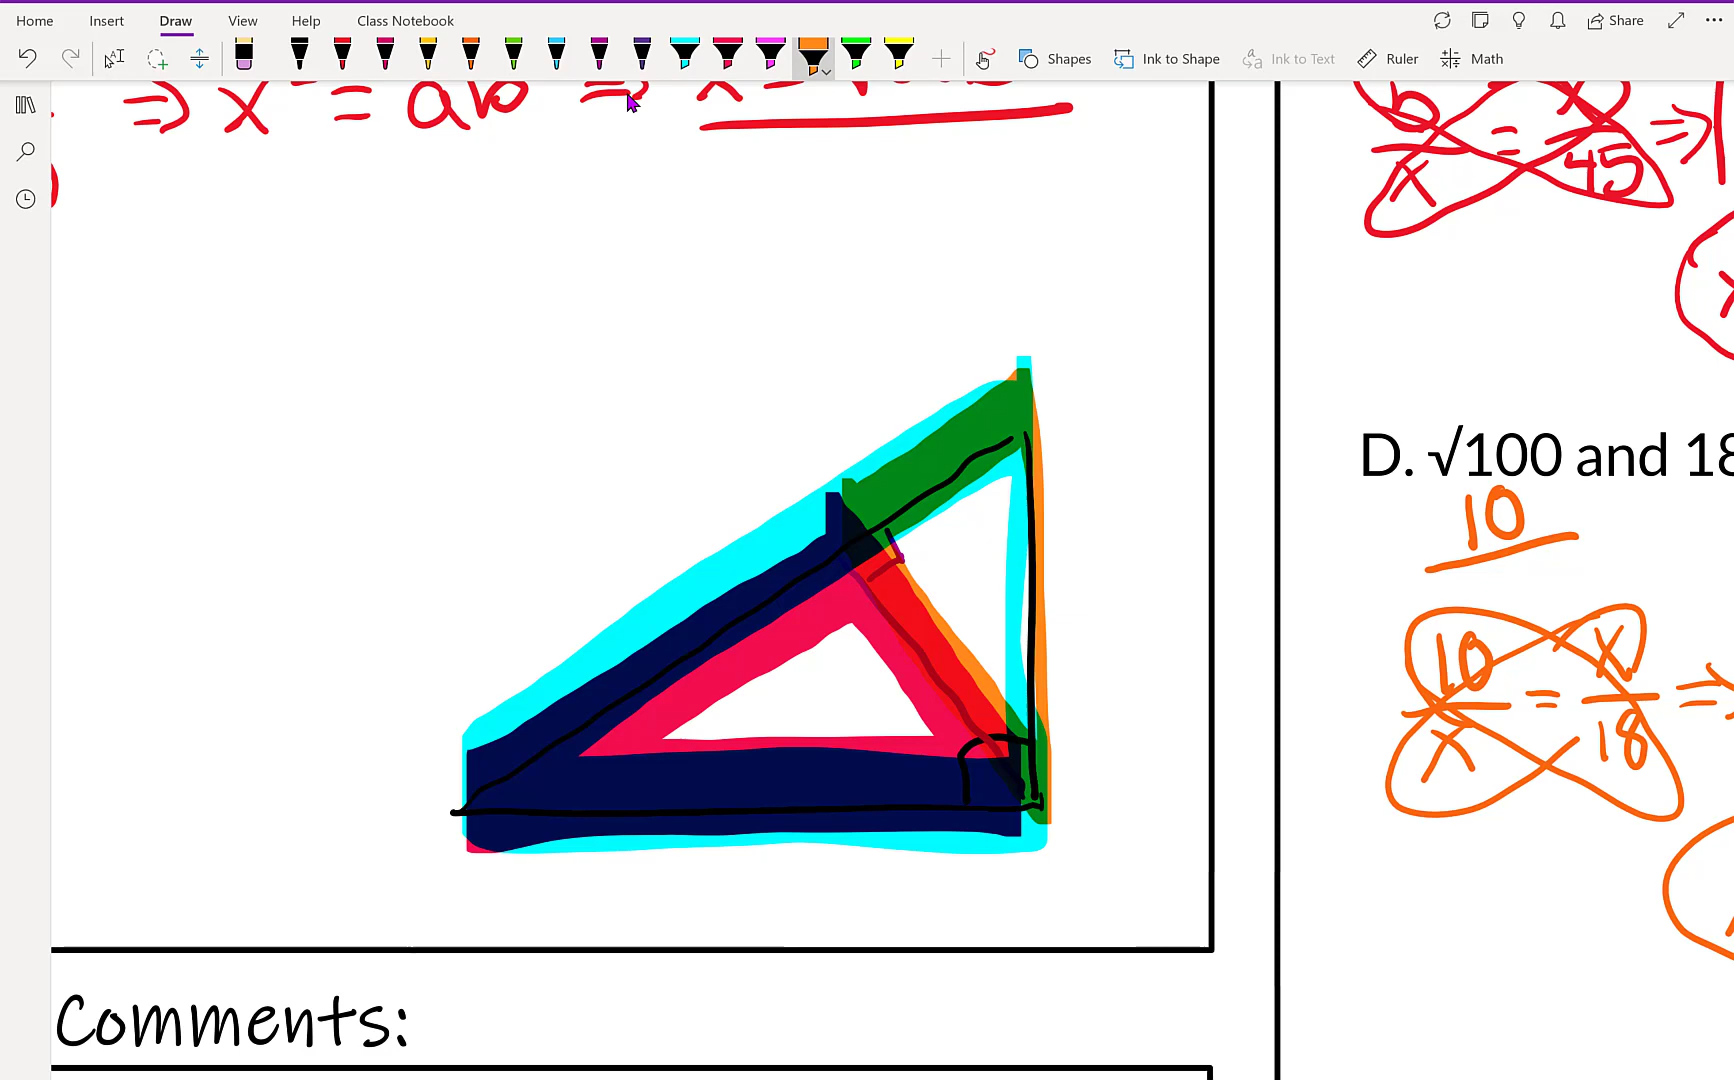 Home Insert Draw View Help Class Notebook Share
Shapes Ink to Shape Ink to Text Ruler Math
⇒ x = ab ⇒
b
x
=
45
⇒
D. √100 and 18
10
10
x
=
x
18
⇒
Comments: